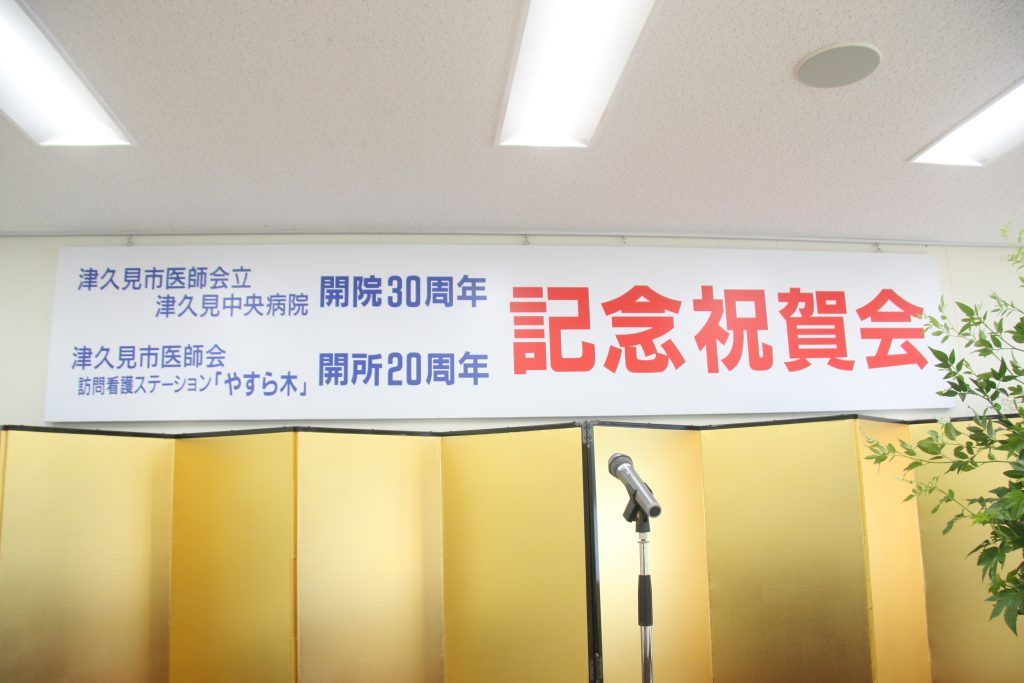 津久見市医師会立
津久見中央病院 開院30周年
津久見市医師会
訪問看護ステーション「やすら木」 開所20周年
記念祝賀会